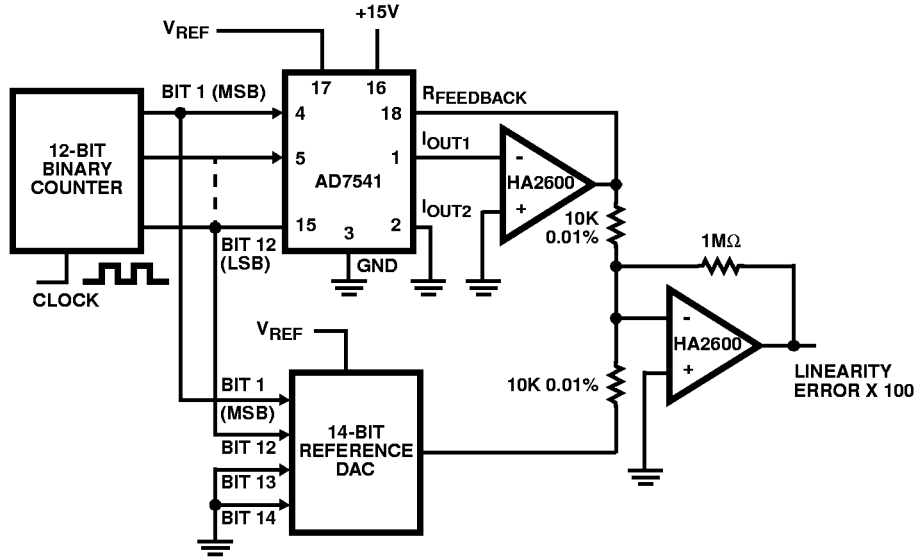 +15V
VREF
BIT 1 (MSB)
17
16
RFEEDBACK
4
18
12-BIT
BINARY
COUNTER
5
AD7541
1
IOUT1
-
HA2600
+
15
3
2
IOUT2
BIT 12
(LSB)
GND
CLOCK
10K
0.01%
1MΩ
VREF
-
HA2600
+
LINEARITY
ERROR X 100
10K 0.01%
BIT 1
(MSB)
BIT 12
BIT 13
BIT 14
14-BIT
REFERENCE
DAC